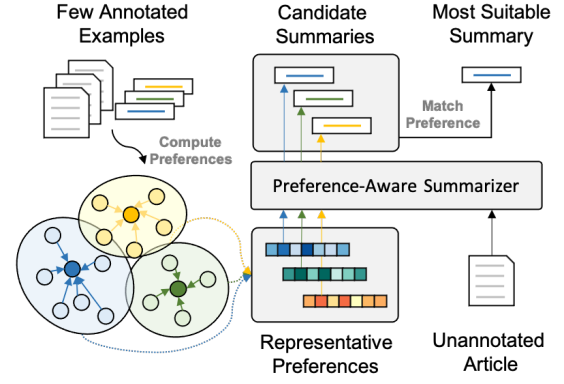 Few Annotated
Examples
Candidate
Summaries
Most Suitable
Summary
Compute
Preferences
Match
Preference
Preference-Aware Summarizer
Representative
Preferences
Unannotated
Article